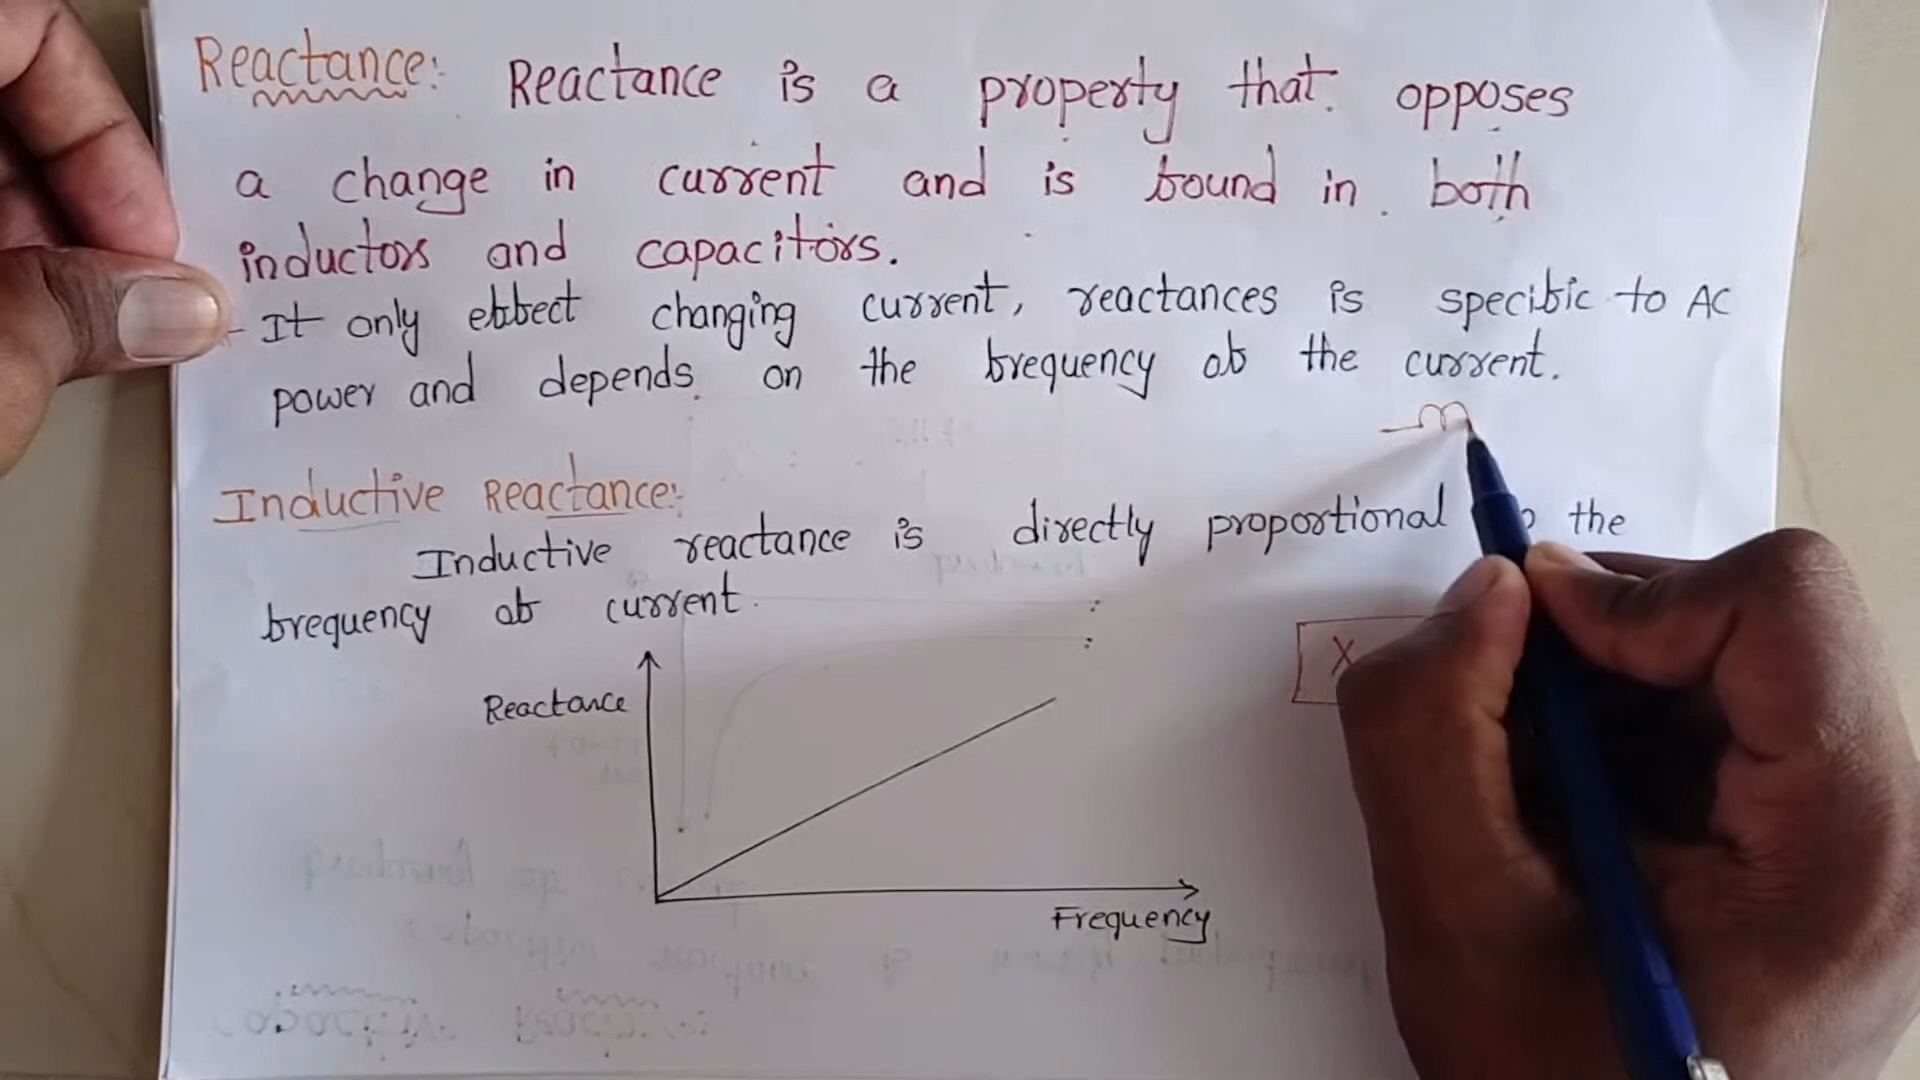 Reactance: Reactance is a property that opposes
a change in current and is found in both
inductors and capacitors.
- It only effect changing current, reactances is specific to AC
power and depends on the frequency of the current.
Inductive Reactance:
Inductive reactance is directly proportional the
frequency of current.
X
Reactance
Frequency